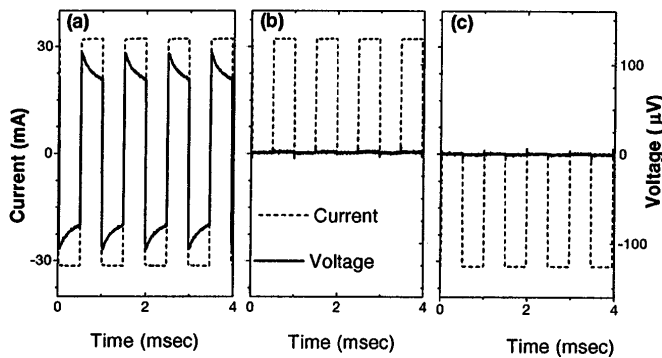 (a) (b) (c)
30
0
-30
Current (mA)
100
0
-100
Voltage (μV)
Current
Voltage
0 2 4 0 2 4 0 2 4
Time (msec) Time (msec) Time (msec)